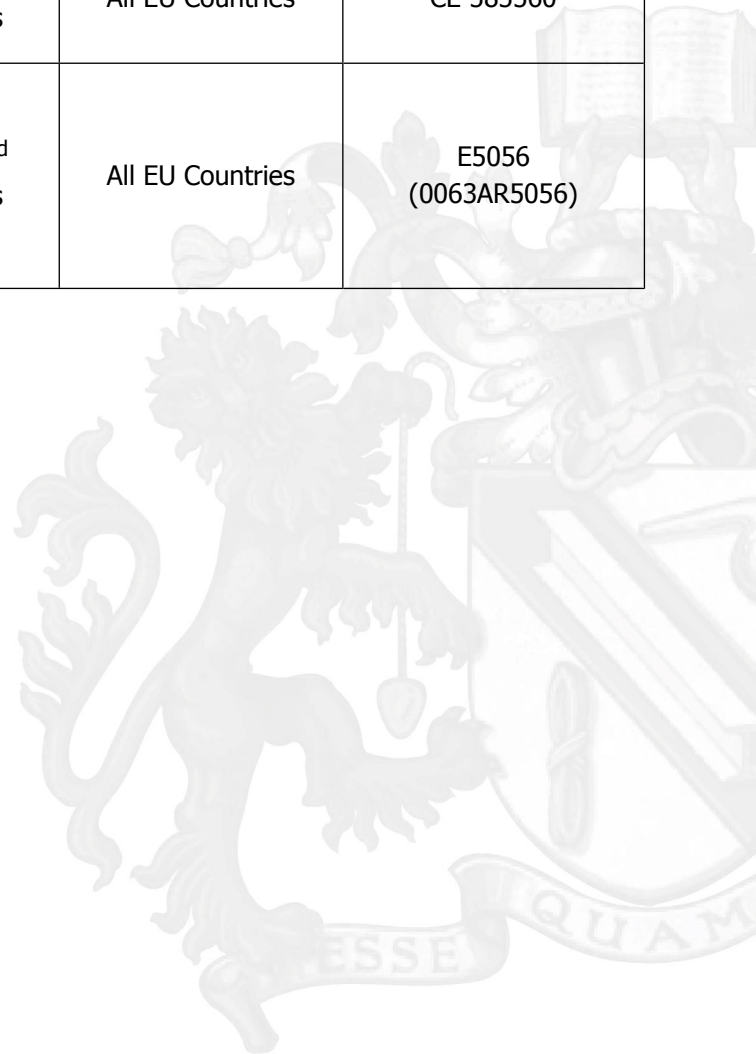 s
All EU Countries
d
s
All EU Countries
E5056
(0063AR5056)
ESSE
QUAM